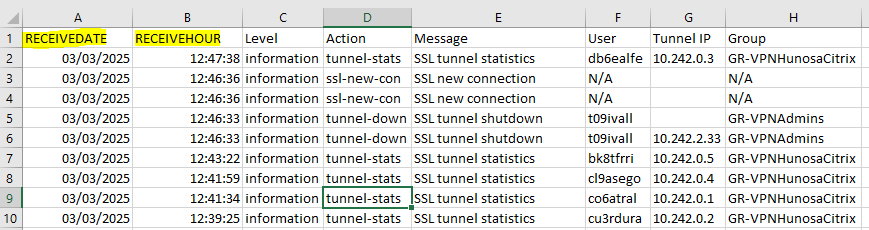 A B C D E F G H
1 RECEIVEDATE RECEIVEHOUR Level Action Message User Tunnel IP Group
2 03/03/2025 12:47:38 information tunnel-stats SSL tunnel statistics db6ealfe 10.242.0.3 GR-VPNHunosaCitrix
3 03/03/2025 12:46:36 information ssl-new-con SSL new connection N/A N/A
4 03/03/2025 12:46:36 information ssl-new-con SSL new connection N/A N/A
5 03/03/2025 12:46:33 information tunnel-down SSL tunnel shutdown t09ivall GR-VPNAdmins
6 03/03/2025 12:46:33 information tunnel-down SSL tunnel shutdown t09ivall 10.242.2.33 GR-VPNAdmins
7 03/03/2025 12:43:22 information tunnel-stats SSL tunnel statistics bk8tfrri 10.242.0.5 GR-VPNHunosaCitrix
8 03/03/2025 12:41:59 information tunnel-stats SSL tunnel statistics cl9asego 10.242.0.4 GR-VPNHunosaCitrix
9 03/03/2025 12:41:34 information tunnel-stats SSL tunnel statistics co6atral 10.242.0.1 GR-VPNHunosaCitrix
10 03/03/2025 12:39:25 information tunnel-stats SSL tunnel statistics cu3rdura 10.242.0.2 GR-VPNHunosaCitrix